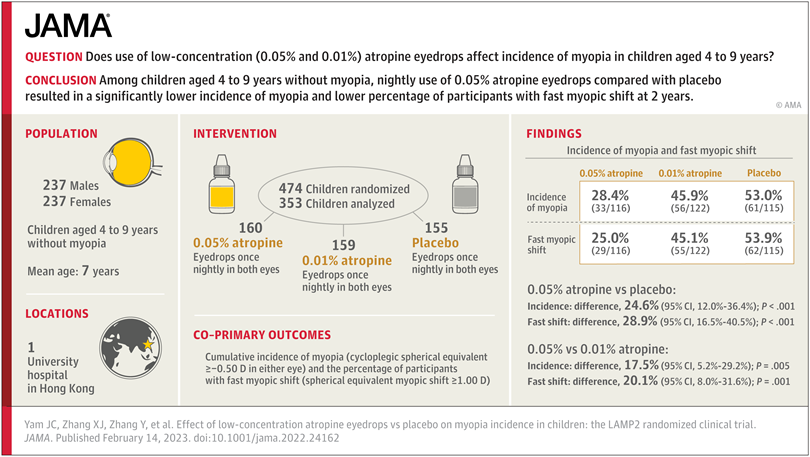 JAMA
QUESTION Does use of low-concentration (0.05% and 0.01%) atropine eyedrops affect incidence of myopia in children aged 4 to 9 years?
CONCLUSION Among children aged 4 to 9 years without myopia, nightly use of 0.05% atropine eyedrops compared with placebo
resulted in a significantly lower incidence of myopia and lower percentage of participants with fast myopic shift at 2 years.
© AMA
POPULATION
237 Males
237 Females
Children aged 4 to 9 years
without myopia
Mean age: 7 years
LOCATIONS
1
University
hospital
in Hong Kong
INTERVENTION
474 Children randomized
353 Children analyzed
160
0.05% atropine
Eyedrops once
nightly in both eyes
159
0.01% atropine
Eyedrops once
nightly in both eyes
155
Placebo
Eyedrops once
nightly in both eyes
CO-PRIMARY OUTCOMES
Cumulative incidence of myopia (cycloplegic spherical equivalent
≥−0.50 D in either eye) and the percentage of participants
with fast myopic shift (spherical equivalent myopic shift ≥1.00 D)
FINDINGS
Incidence of myopia and fast myopic shift
0.05% atropine 0.01% atropine Placebo
Incidence
of myopia
28.4% 45.9% 53.0%
(33/116) (56/122) (61/115)
Fast myopic
shift
25.0% 45.1% 53.9%
(29/116) (55/122) (62/115)
0.05% atropine vs placebo:
Incidence: difference, 24.6% (95% CI, 12.0%-36.4%); P < .001
Fast shift: difference, 28.9% (95% CI, 16.5%-40.5%); P < .001
0.05% vs 0.01% atropine:
Incidence: difference, 17.5% (95% CI, 5.2%-29.2%); P = .005
Fast shift: difference, 20.1% (95% CI, 8.0%-31.6%); P = .001
Yam JC, Zhang XJ, Zhang Y, et al. Effect of low-concentration atropine eyedrops vs placebo on myopia incidence in children: the LAMP2 randomized clinical trial.
JAMA. Published February 14, 2023. doi:10.1001/jama.2022.24162